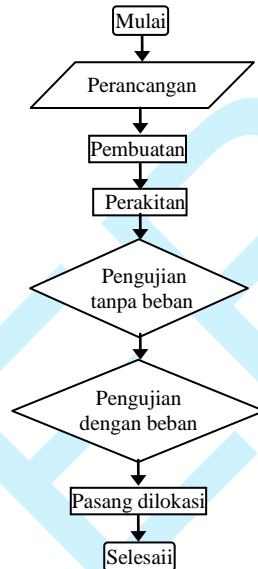 Mulai
Perancangan
Pembuatan
Perakitan
Pengujian
tanpa beban
Pengujian
dengan beban
Pasang dilokasi
Selesaii